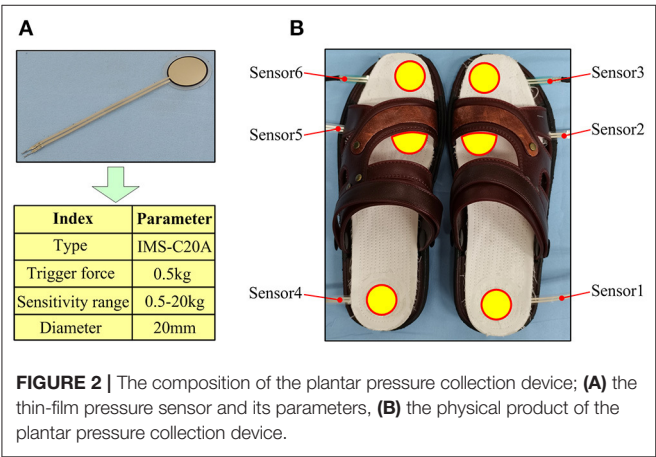 A
B
Sensor6
Sensor3
Sensor5
Sensor2
Sensor4
Sensor1
Index Parameter
Type IMS-C20A
Trigger force 0.5kg
Sensitivity range 0.5-20kg
Diameter 20mm
FIGURE 2 | The composition of the plantar pressure collection device; (A) the
thin-film pressure sensor and its parameters, (B) the physical product of the
plantar pressure collection device.